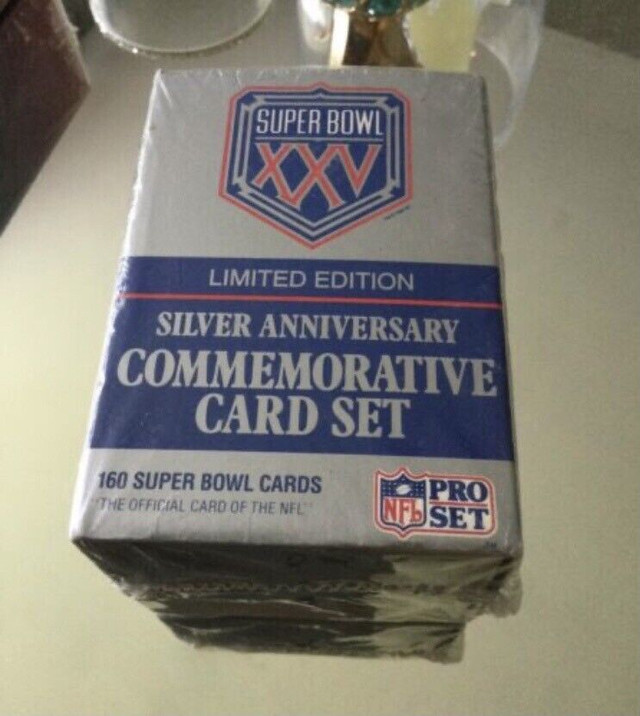 SUPER BOWL
XXV
LIMITED EDITION
SILVER ANNIVERSARY
COMMEMORATIVE
CARD SET
160 SUPER BOWL CARDS
"THE OFFICIAL CARD OF THE NFL"
NFL
PRO
SET